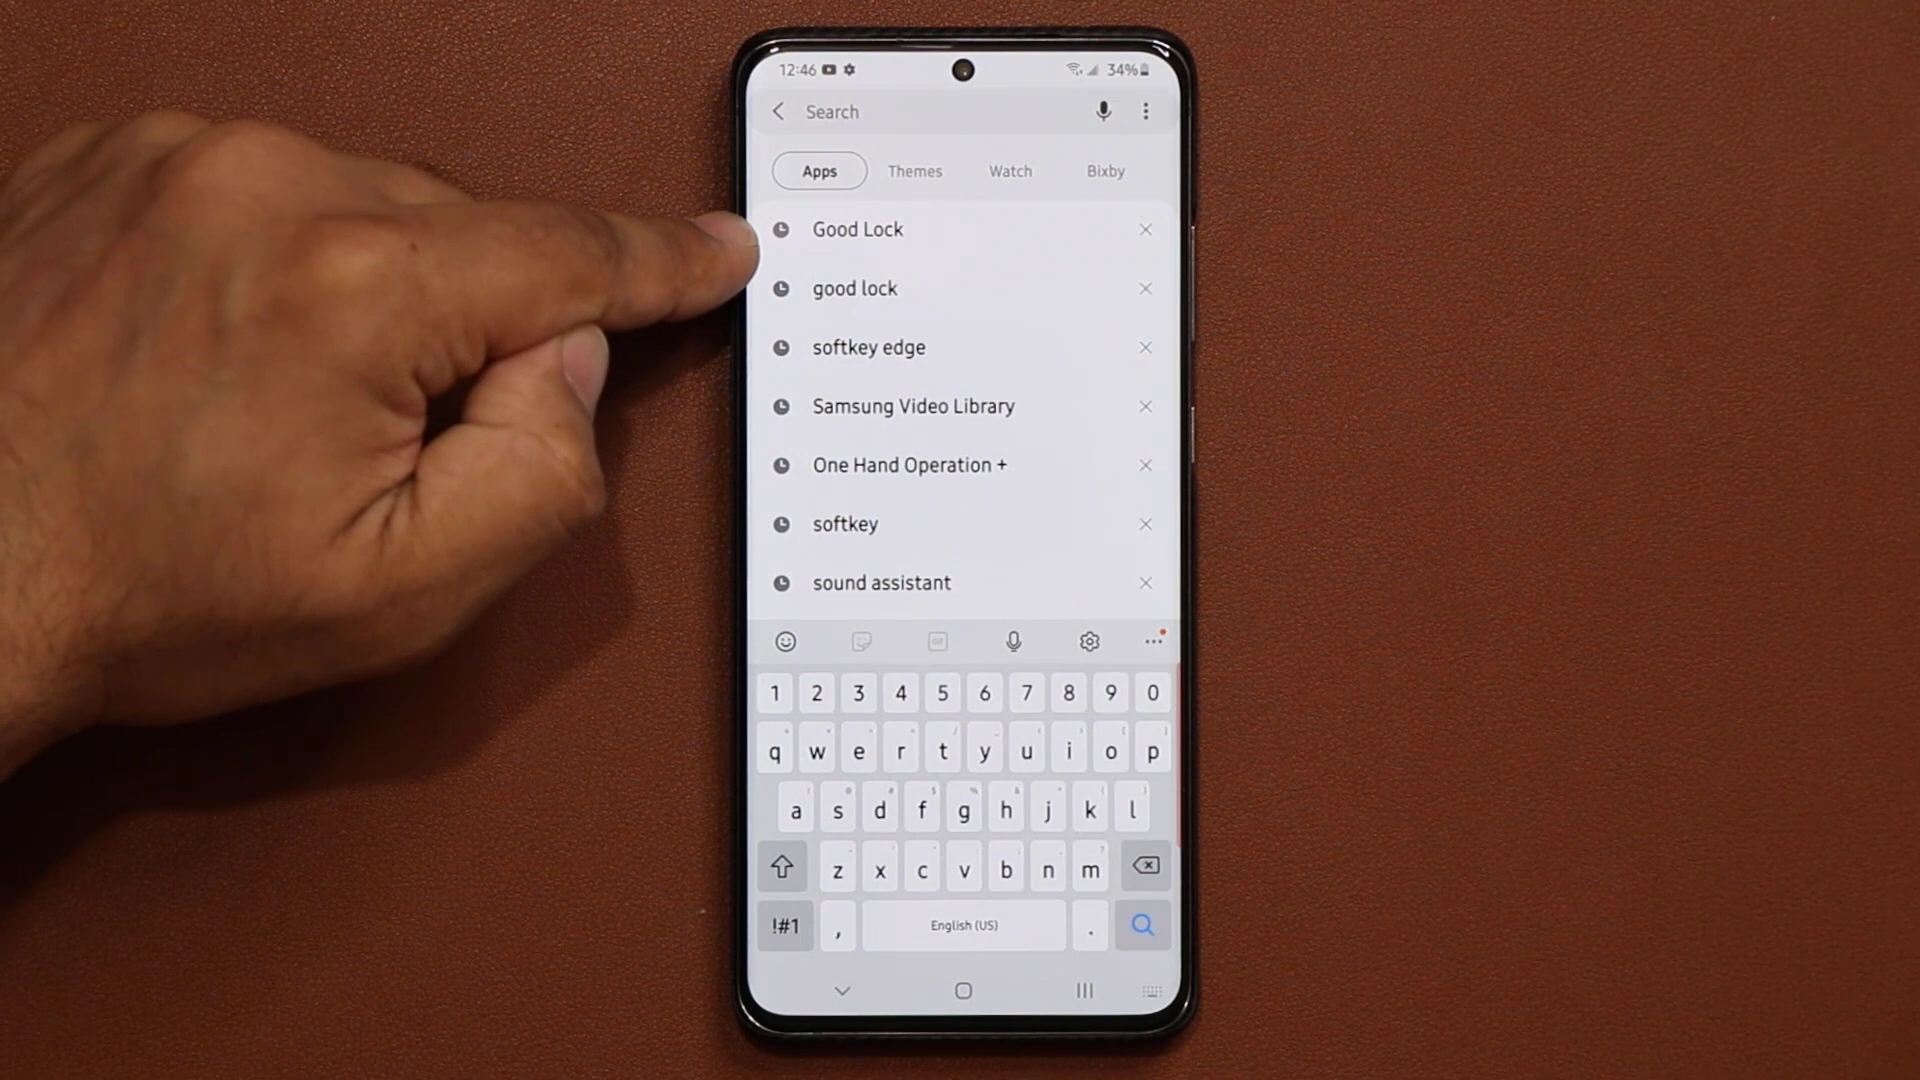 12:46 34%
Search
Apps Themes Watch Bixby
Good Lock
good lock
softkey edge
Samsung Video Library
One Hand Operation +
softkey
sound assistant
GIF
1 2 3 4 5 6 7 8 9 0
q w e r t y u i o p
a s d f g h j k l
z x c v b n m
!#1 , English (US) .